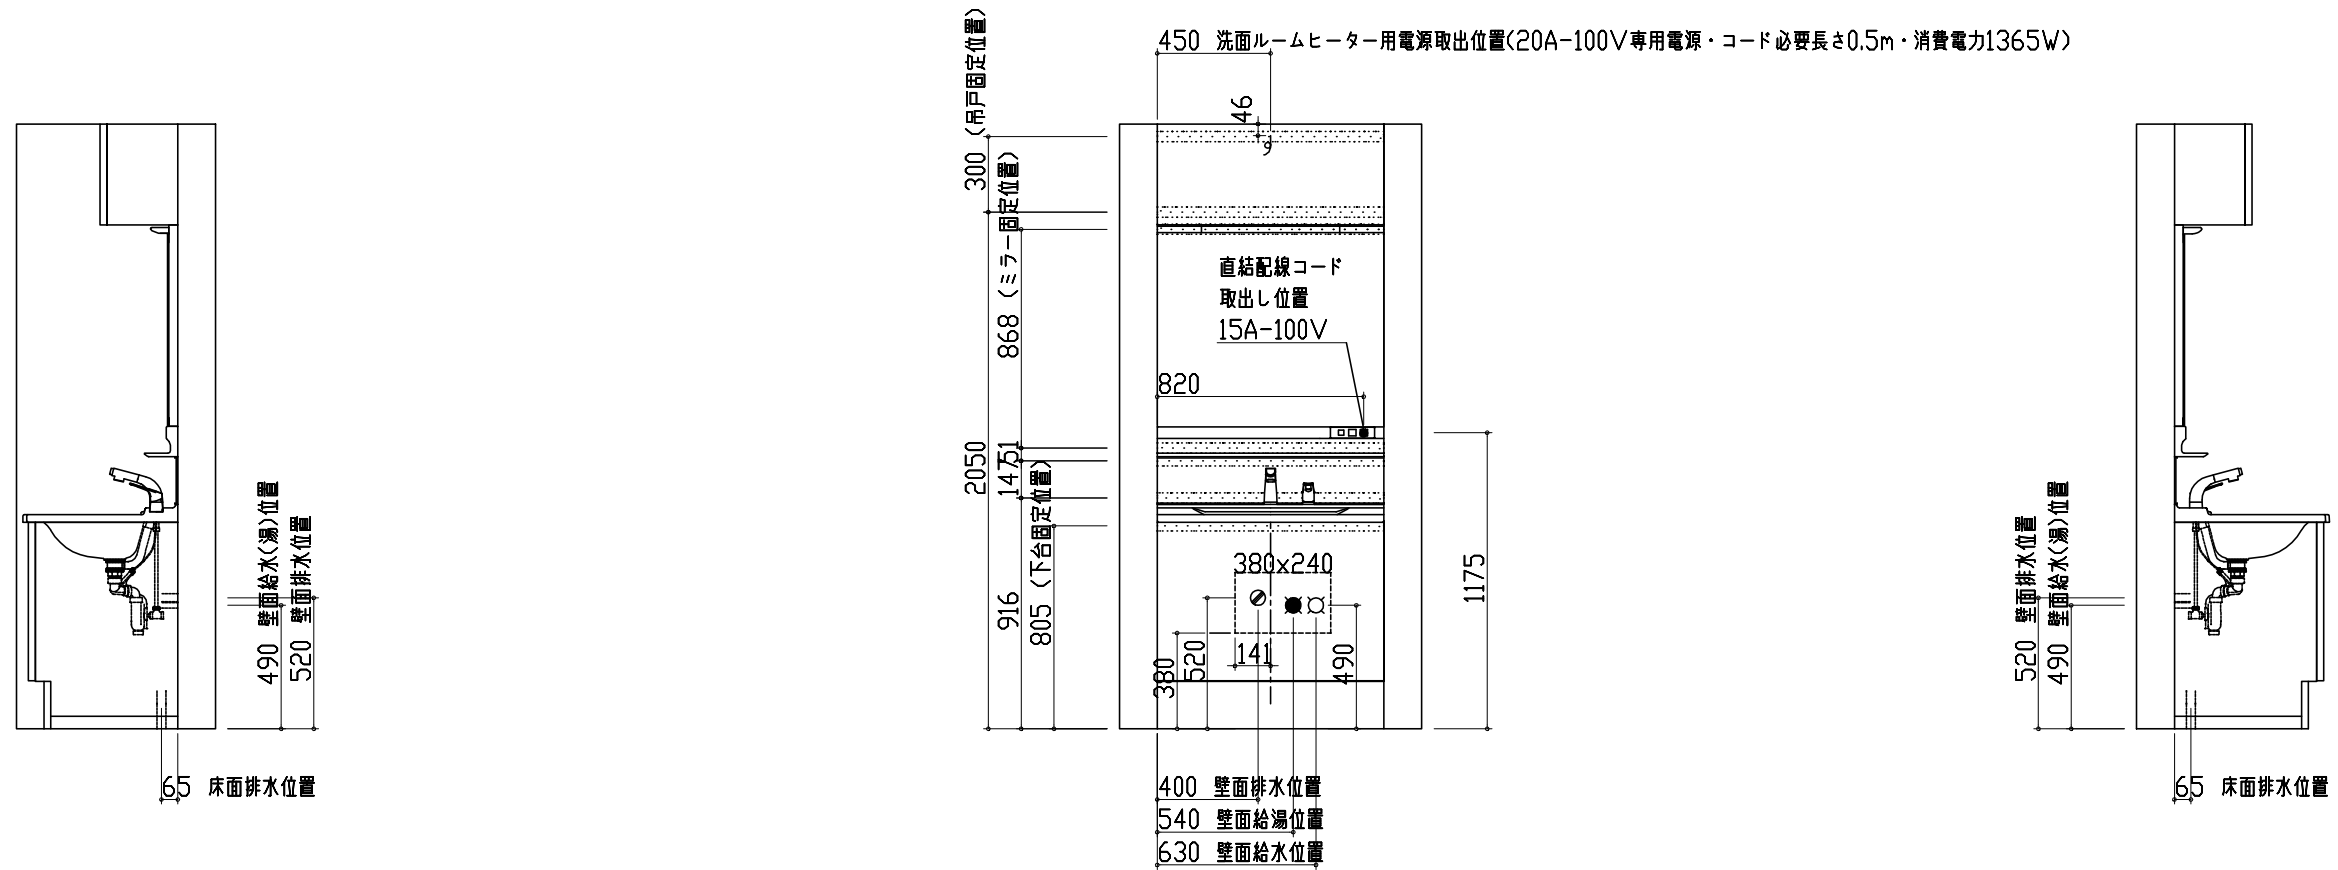 450 洗面ルームヒーター用電源取出位置(20A-100V専用電源・コード必要長さ0.5m・消費電力1365W)
46
300 (吊戸固定位置)
868 (ミラー固定位置)
直結配線コード
取出し位置
15A-100V
820
2050
51
147
916
805 (下台固定位置)
1175
380x240
141
380
520
490
490 壁面給水(湯)位置
520 壁面排水位置
520 壁面排水位置
490 壁面給水(湯)位置
65 床面排水位置
400 壁面排水位置
540 壁面給湯位置
630 壁面給水位置
65 床面排水位置